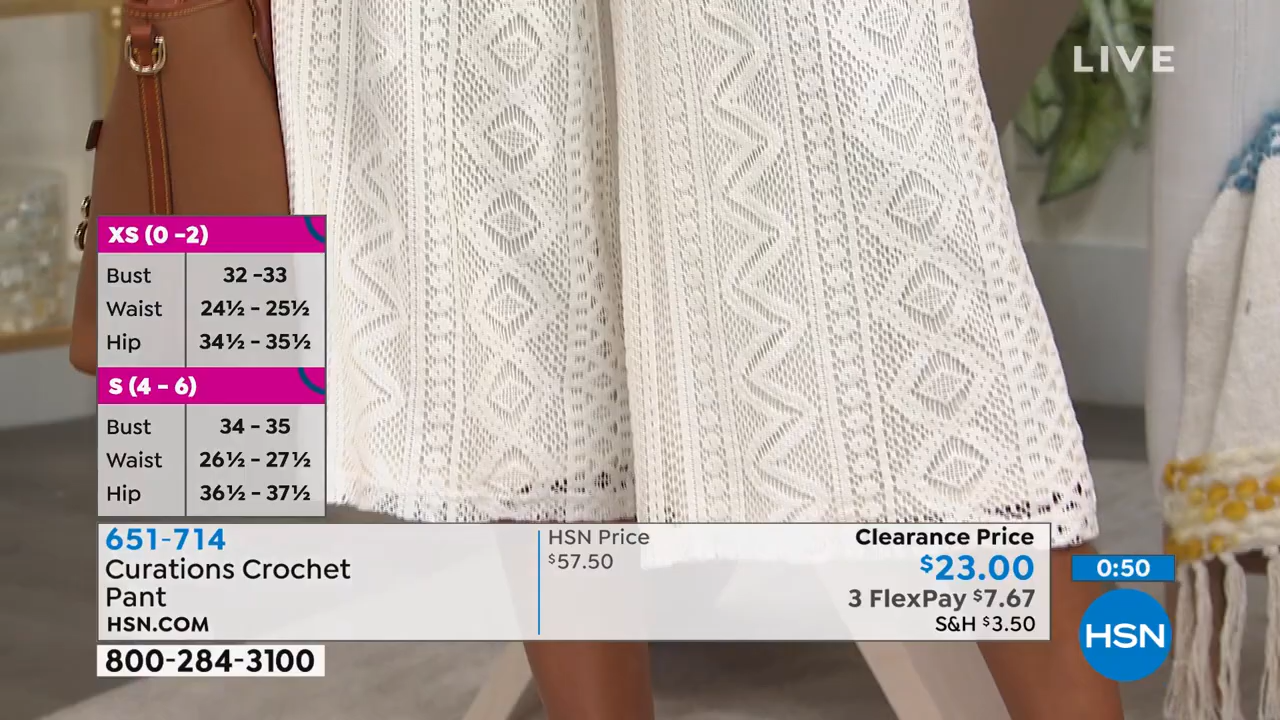 LIVE
XS (0 –2)
Bust 32 –33
Waist 24½ – 25½
Hip 34½ – 35½
S (4 – 6)
Bust 34 – 35
Waist 26½ – 27½
Hip 36½ – 37½
651-714
Curations Crochet
Pant
HSN.COM
HSN Price
$57.50
Clearance Price
$23.00
3 FlexPay $7.67
S&H $3.50
0:50
HSN
800-284-3100